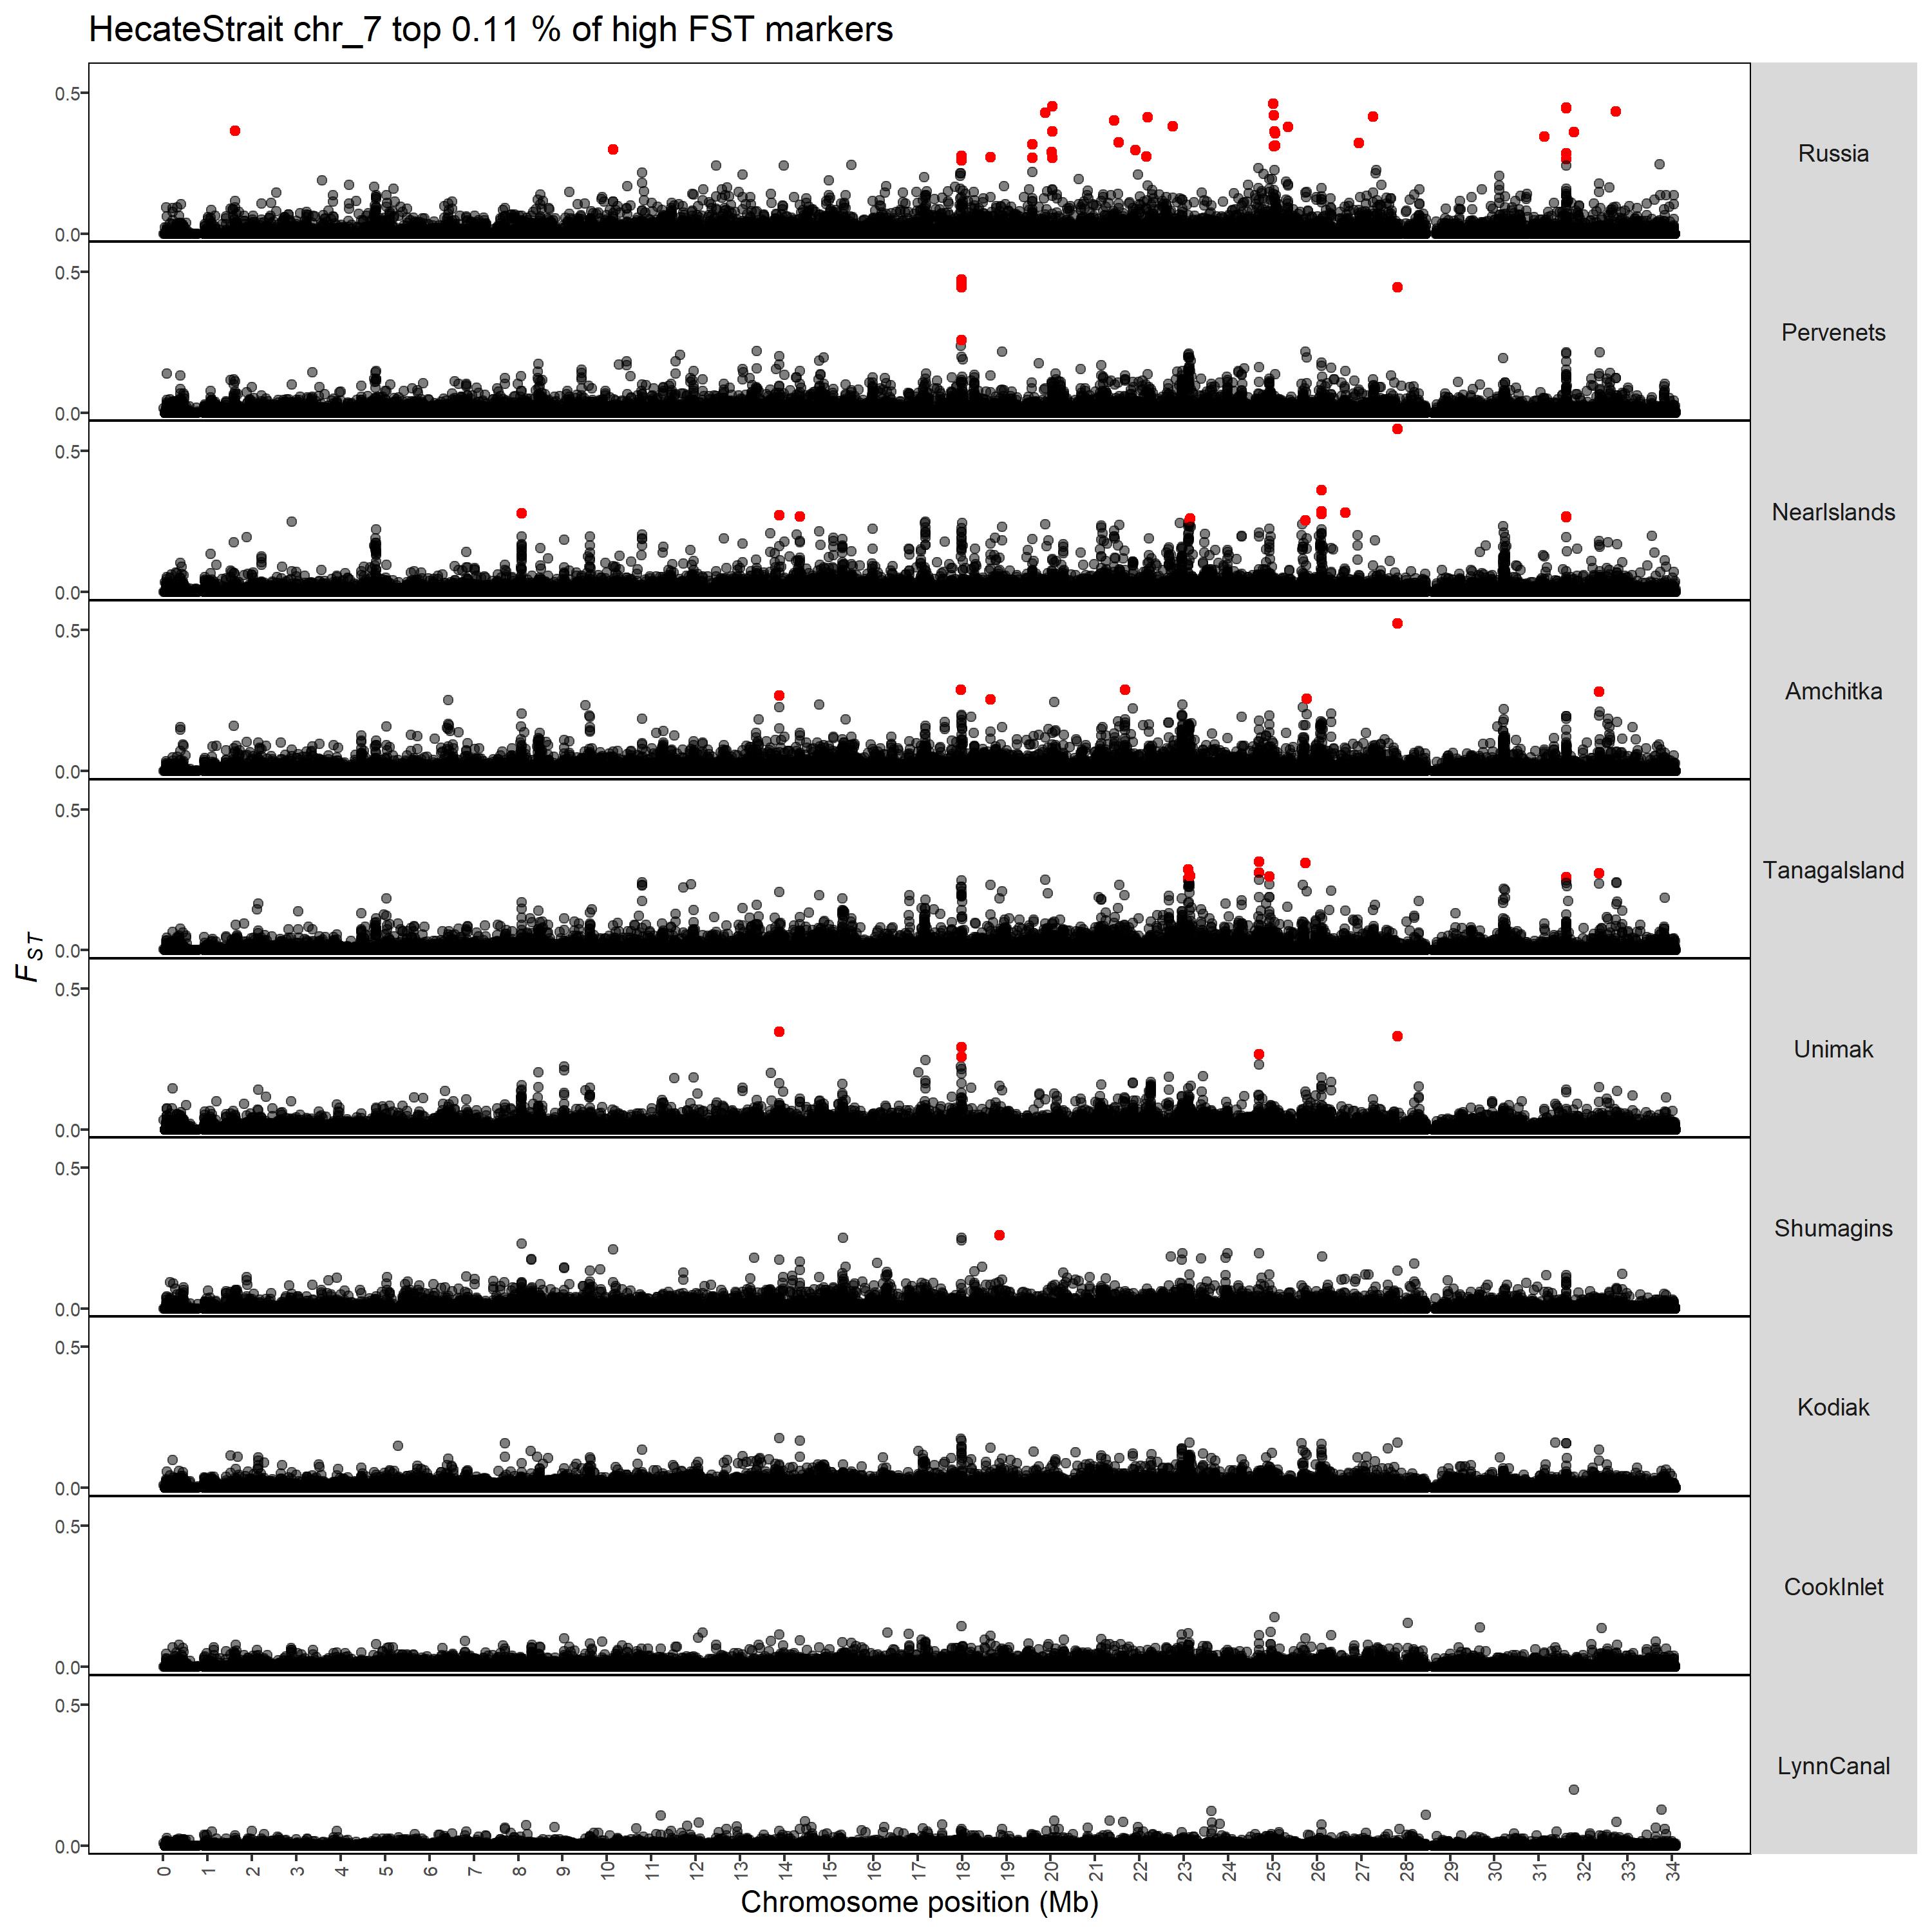 HecateStrait chr_7 top 0.11 % of high FST markers
0.5
0.0
Russia
0.5
0.0
Pervenets
0.5
0.0
NearIslands
0.5
0.0
Amchitka
0.5
0.0
TanagaIsland
0.5
0.0
Unimak
0.5
0.0
Shumagins
0.5
0.0
Kodiak
0.5
0.0
CookInlet
0.5
0.0
LynnCanal
FST
0 1 2 3 4 5 6 7 8 9 10 11 12 13 14 15 16 17 18 19 20 21 22 23 24 25 26 27 28 29 30 31 32 33 34
Chromosome position (Mb)